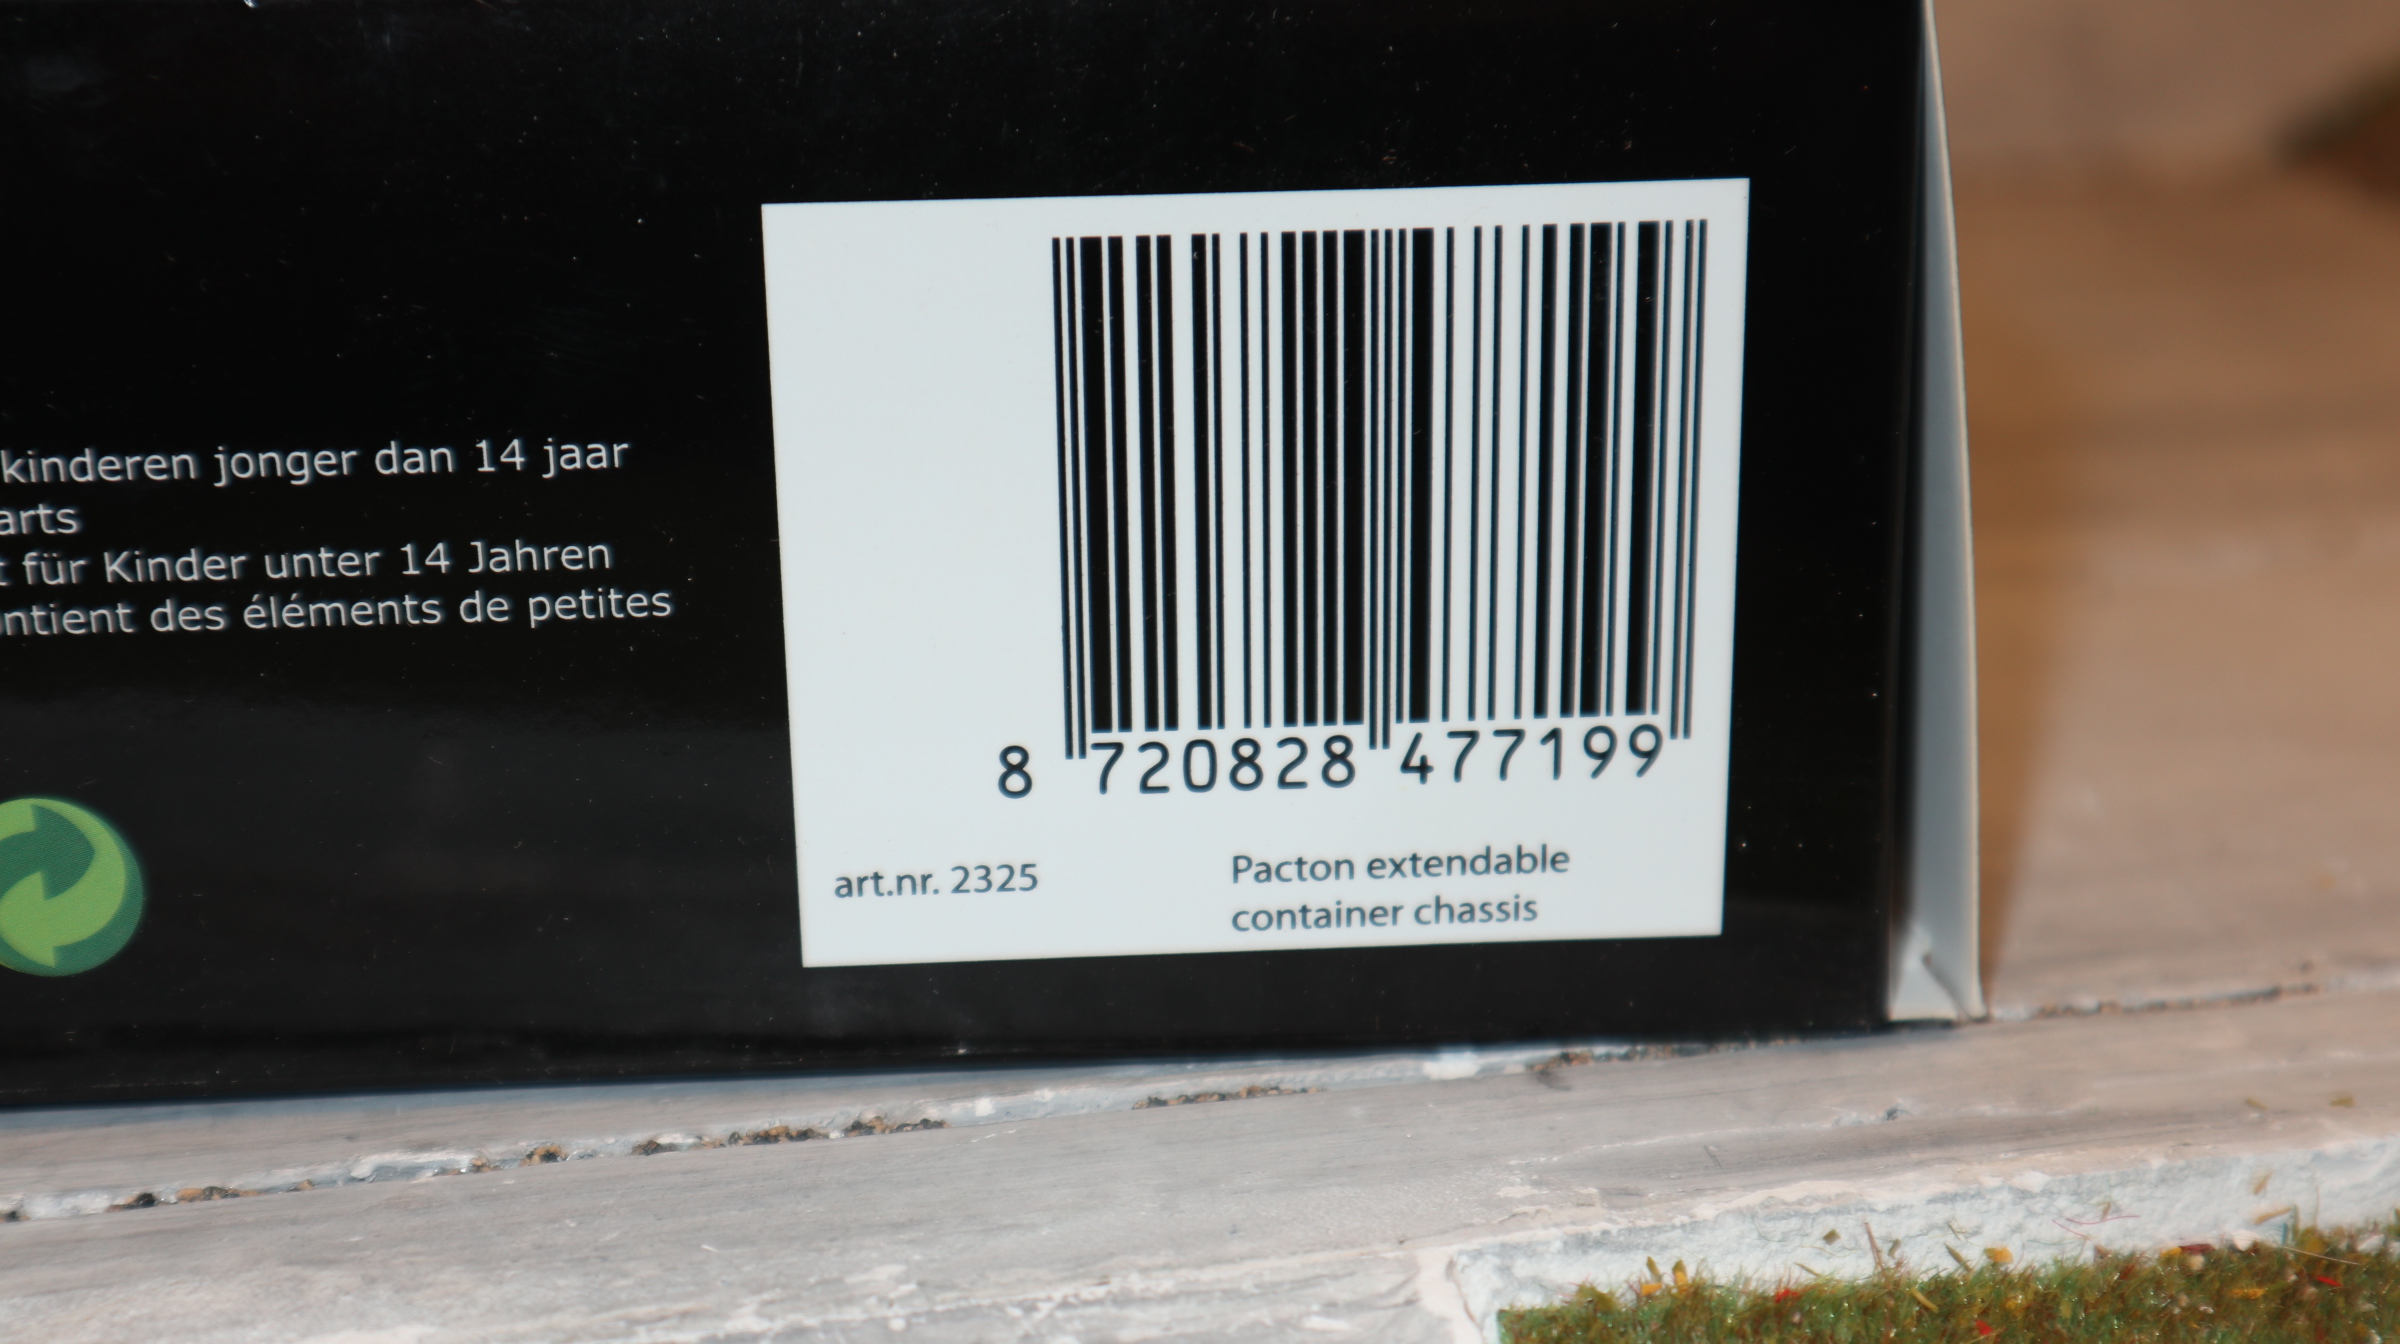 kinderen jonger dan 14 jaar
arts
für Kinder unter 14 Jahren
ntient des éléments de petites
8 720828 477199
art.nr. 2325
Pacton extendable
container chassis